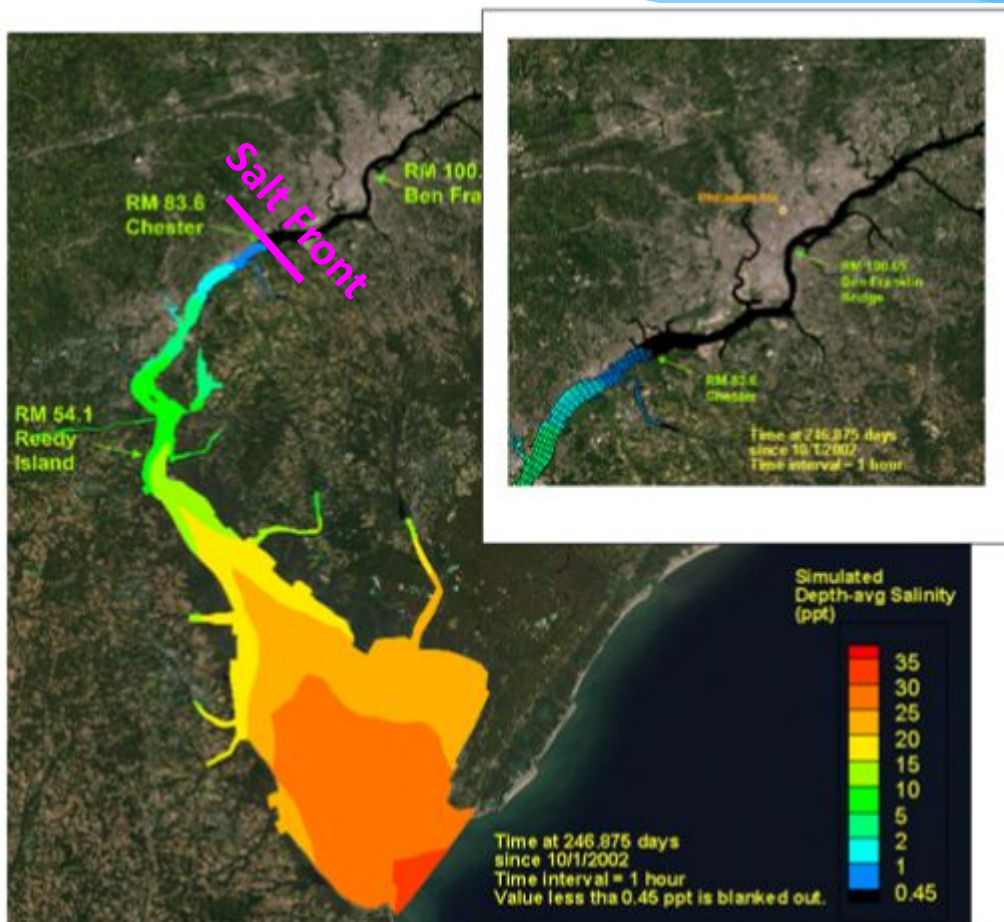 Salt Front
RM 100.
Ben Fra
RM 83.6
Chester
RM 54.1
Reedy
Island
Philadelphia
RM 100.05
Ben Franklin
Bridge
RM 83.6
Chester
Time at 246.875 days
since 10/1/2002
Time interval = 1 hour
Simulated
Depth-avg Salinity
(ppt)
35
30
25
20
15
10
5
2
1
0.45
Time at 246.875 days
since 10/1/2002
Time interval = 1 hour
Value less tha 0.45 ppt is blanked out.